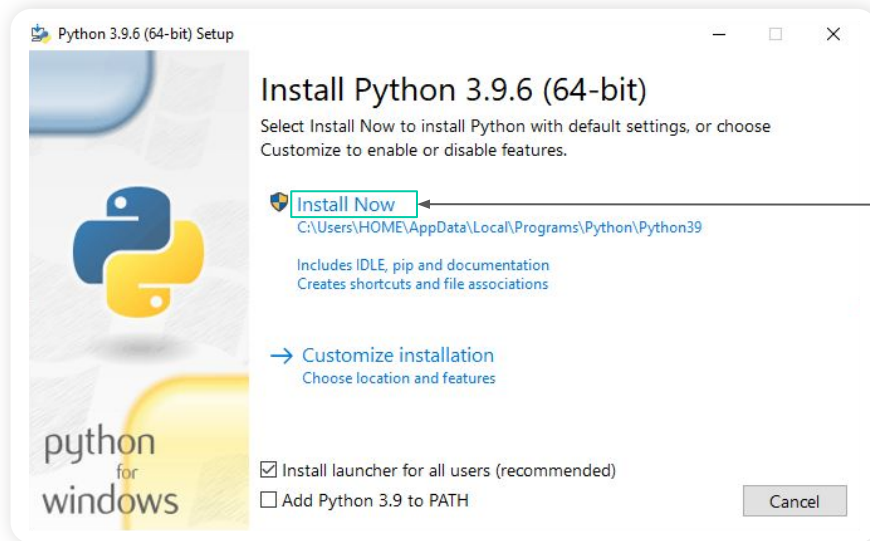 Python 3.9.6 (64-bit) Setup
Install Python 3.9.6 (64-bit)
Select Install Now to install Python with default settings, or choose
Customize to enable or disable features.
Install Now
C:\Users\HOME\AppData\Local\Programs\Python\Python39
Includes IDLE, pip and documentation
Creates shortcuts and file associations
Customize installation
Choose location and features
python
for
windows
Install launcher for all users (recommended)
Add Python 3.9 to PATH
Cancel